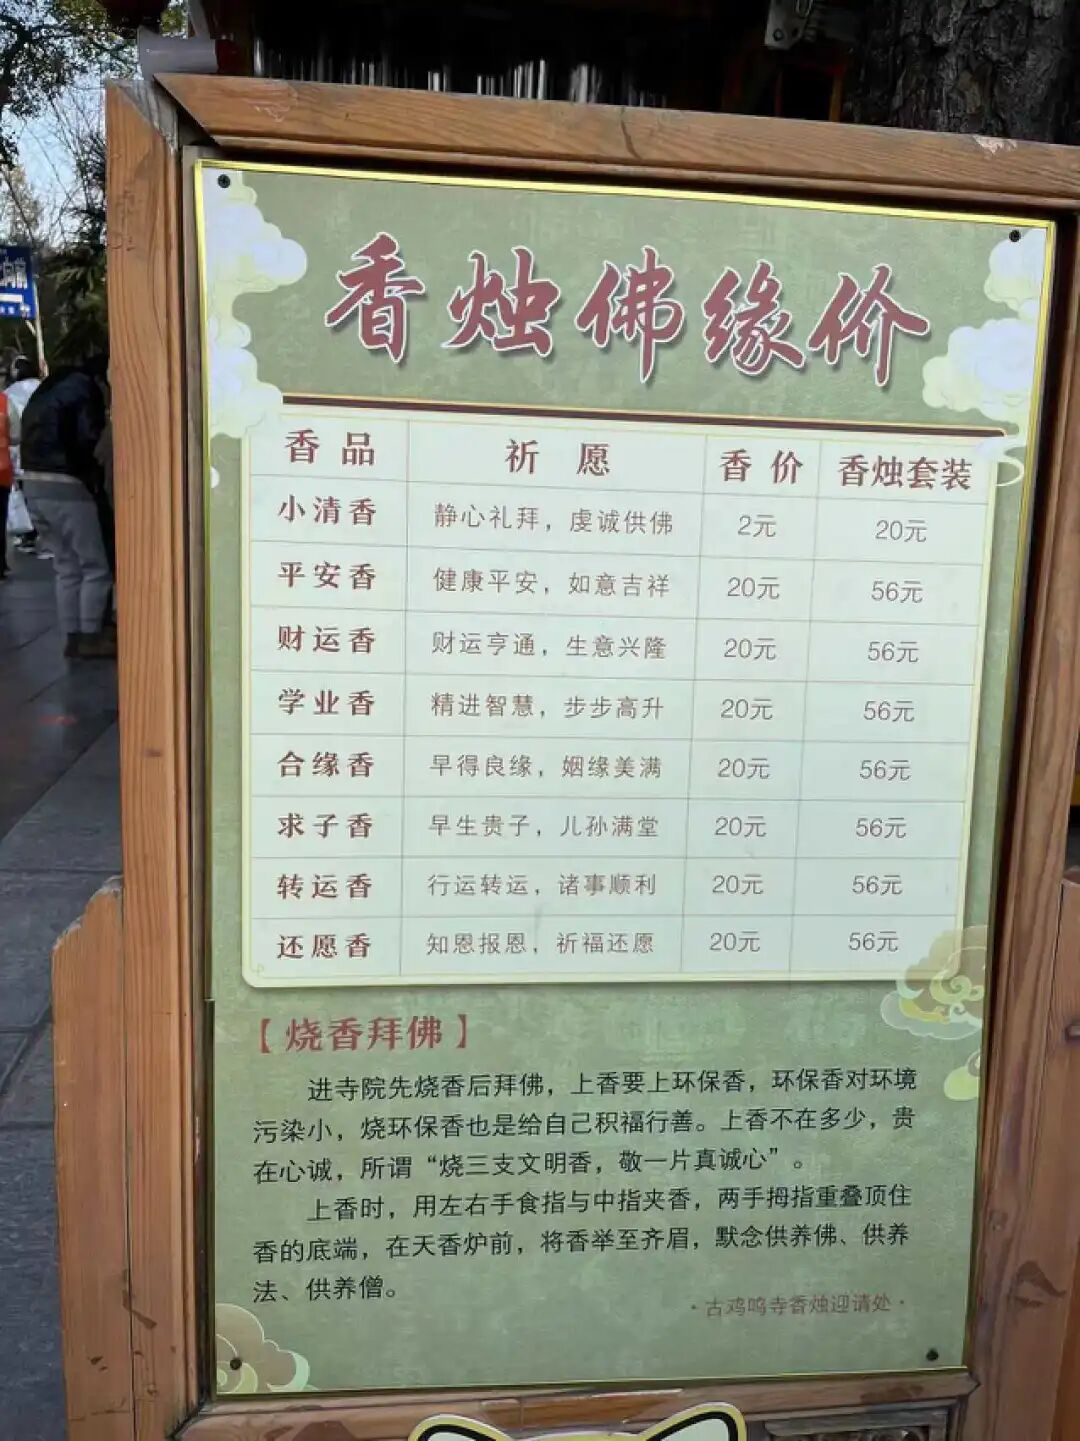 香烛佛缘价
香品 祈愿 香价 香烛套装
小清香 静心礼拜，虔诚供佛 2元 20元
平安香 健康平安，如意吉祥 20元 56元
财运香 财运亨通，生意兴隆 20元 56元
学业香 精进智慧，步步高升 20元 56元
合缘香 早得良缘，姻缘美满 20元 56元
求子香 早生贵子，儿孙满堂 20元 56元
转运香 行运转运，诸事顺利 20元 56元
还愿香 知恩报恩，祈福还愿 20元 56元
【烧香拜佛】
进寺院先烧香后拜佛，上香要上环保香，环保香对环境
污染小，烧环保香也是给自己积福行善。上香不在多少，贵
在心诚，所谓“烧三支文明香，敬一片真诚心”。
上香时，用左右手食指与中指夹香，两手拇指重叠顶住
香的底端，在天香炉前，将香举至齐眉，默念供养佛、供养
法、供养僧。
·古鸡鸣寺香烛迎请处·